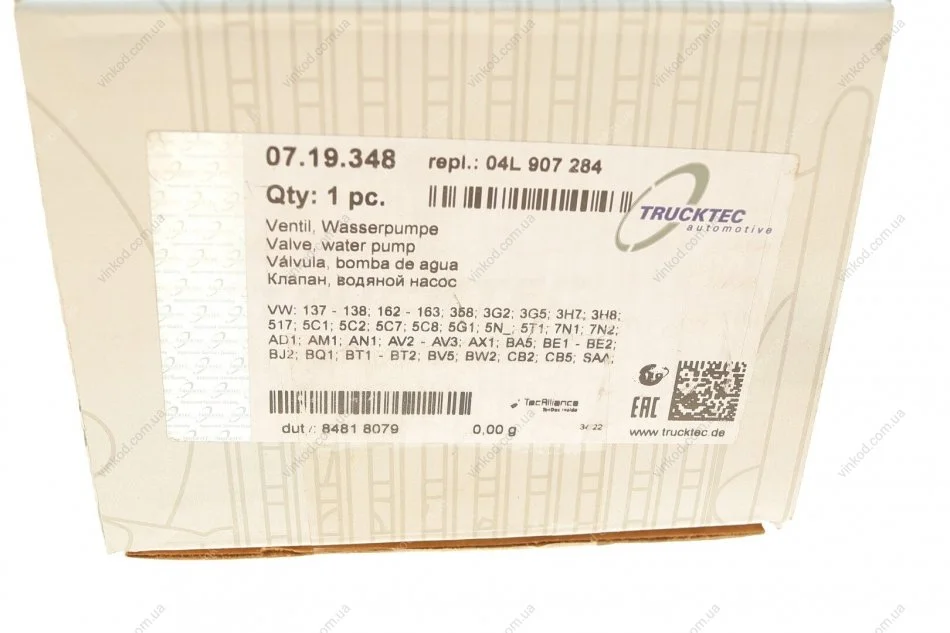 07.19.348 repl.: 04L 907 284
Qty: 1 pc.
TRUCKTEC
automotive
Ventil, Wasserpumpe
Valve, water pump
Válvula, bomba de agua
Клапан, водяной насос
VW: 137 - 138; 162 - 163; 358; 3G2; 3G5; 3H7; 3H8;
517; 5C1; 5C2; 5C7; 5C8; 5G1; 5N_; 5T1; 7N1; 7N2;
AD1; AM1; AN1; AV2 - AV3; AX1; BA5; BE1 - BE2;
BJ2; BQ1; BT1 - BT2; BV5; BW2; CB2; CB5; SAA;
TecAlliance
EAC
8481 8079 0,00 g
www.trucktec.de
vinkod.com.ua